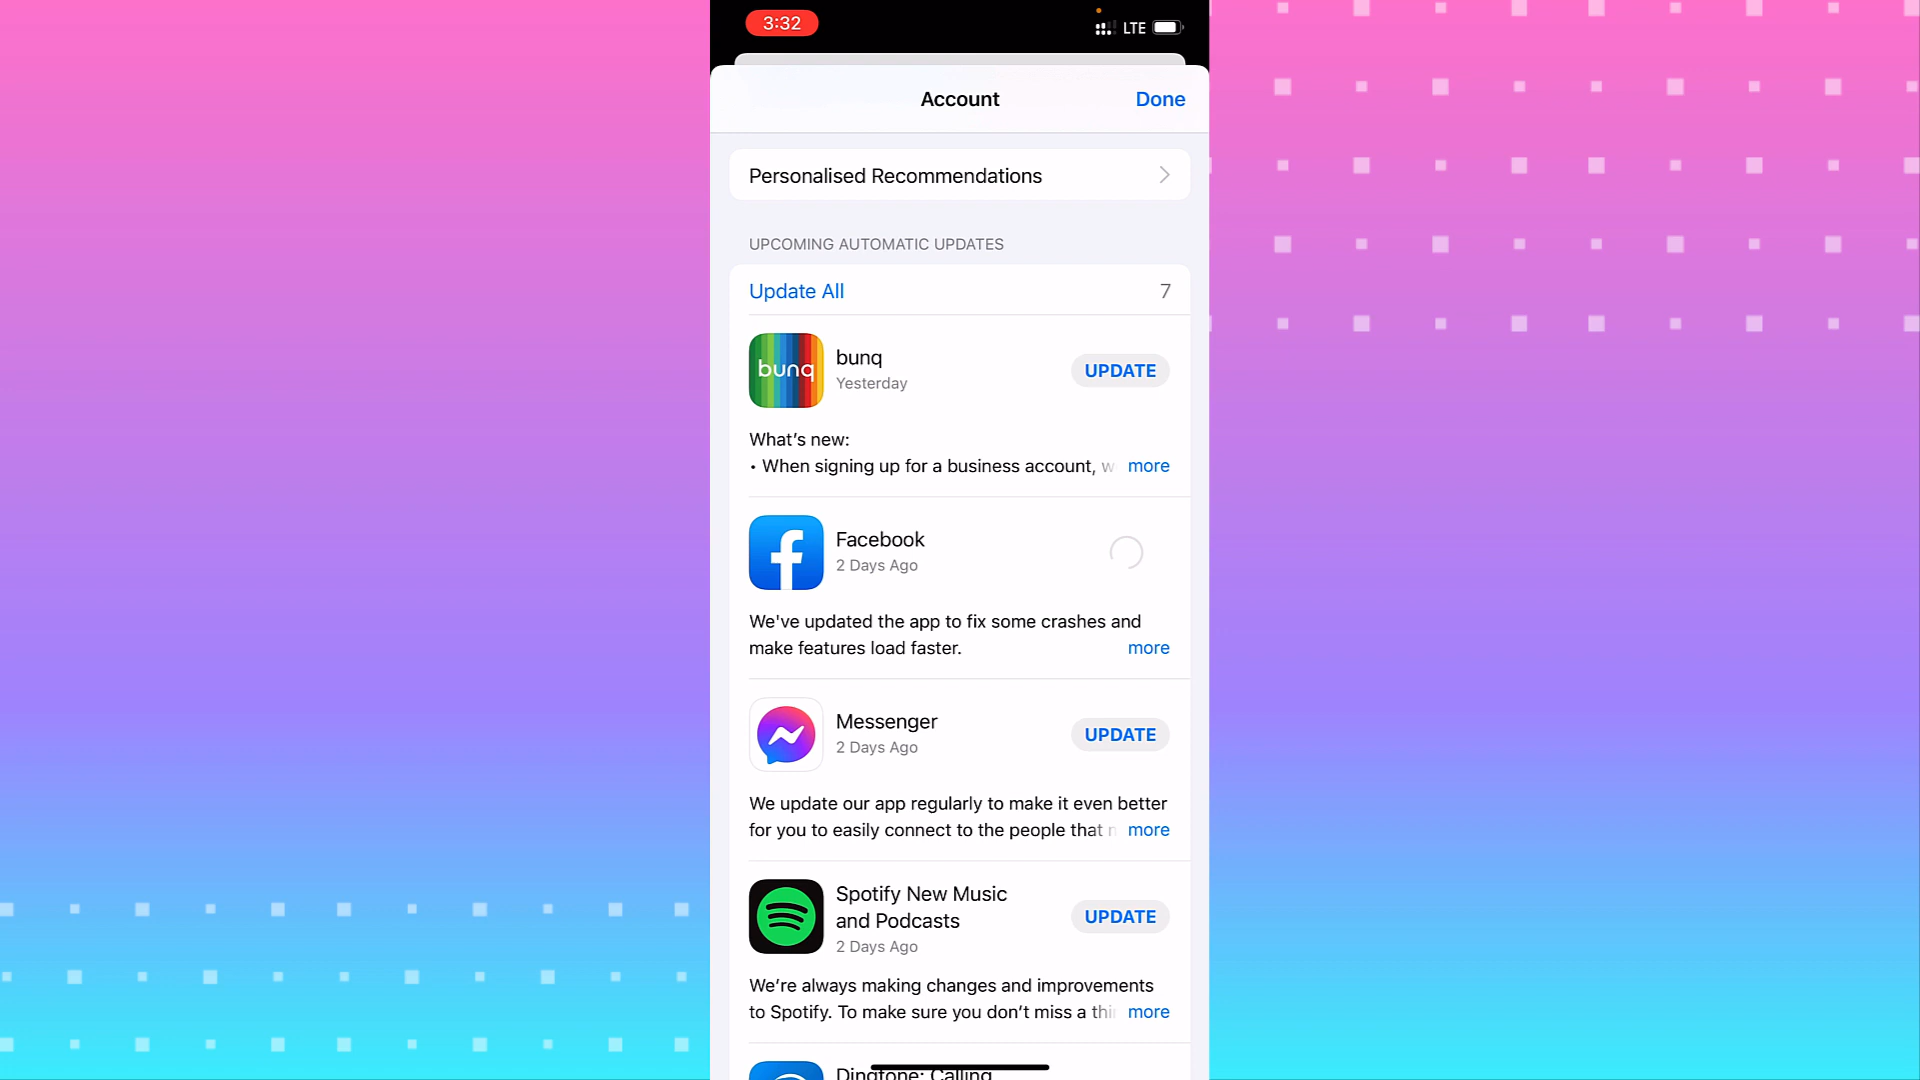 3:32
LTE
Account
Done
Personalised Recommendations
UPCOMING AUTOMATIC UPDATES
Update All
7
bunq
bunq
Yesterday
UPDATE
What's new:
• When signing up for a business account, w more
Facebook
2 Days Ago
We've updated the app to fix some crashes and
make features load faster. more
Messenger
2 Days Ago
UPDATE
We update our app regularly to make it even better
for you to easily connect to the people that more
Spotify New Music
and Podcasts
2 Days Ago
UPDATE
We're always making changes and improvements
to Spotify. To make sure you don't miss a thi more
Dingtone: Calling